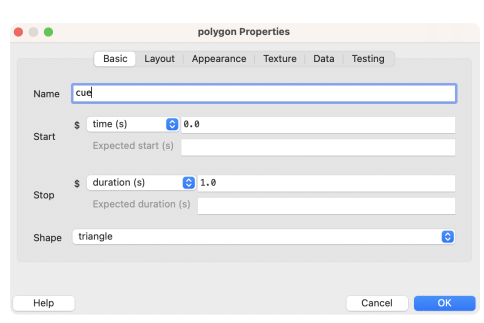 polygon Properties
Basic Layout Appearance Texture Data Testing
Name cue
Start $ time (s) 0.0
Expected start (s)
Stop $ duration (s) 1.0
Expected duration (s)
Shape triangle
Help Cancel OK